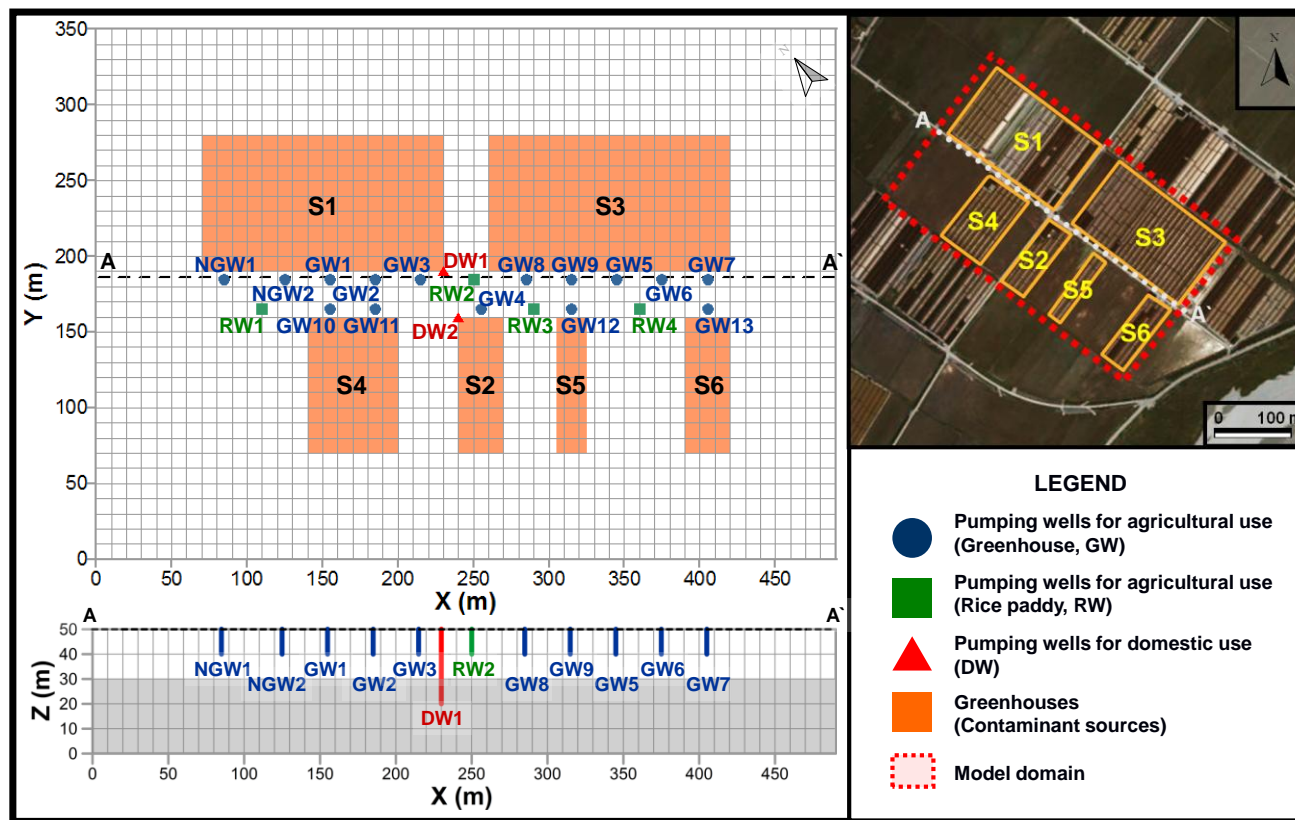 350
300
250
200
150
100
50
0
Y (m)
N
S1
S3
A
A`
NGW1
GW1
GW3
DW1
GW8
GW9
GW5
GW7
NGW2
GW2
RW2
GW4
GW6
RW1
GW10
GW11
DW2
RW3
GW12
RW4
GW13
S4
S2
S5
S6
0 50 100 150 200 250 300 350 400 450
X (m)
A
A`
50
40
30
20
10
0
Z (m)
NGW1
GW1
GW3
RW2
GW9
GW6
NGW2
GW2
GW8
GW5
GW7
DW1
0 50 100 150 200 250 300 350 400 450
X (m)
N
A
S1
S3
S4
S2
S5
S6
A`
0 100 m
LEGEND
Pumping wells for agricultural use
(Greenhouse, GW)
Pumping wells for agricultural use
(Rice paddy, RW)
Pumping wells for domestic use
(DW)
Greenhouses
(Contaminant sources)
Model domain